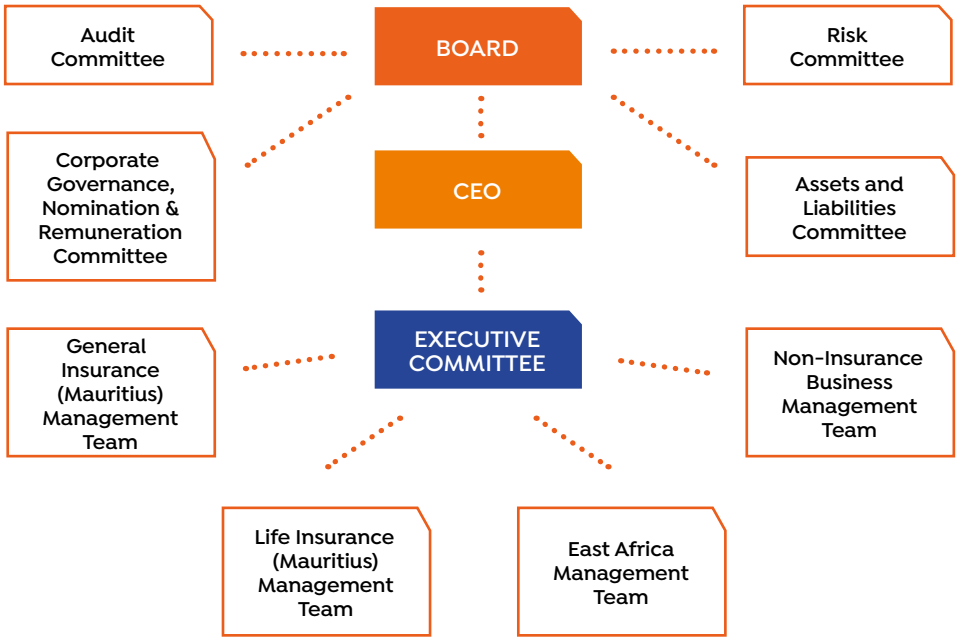 Audit
Committee
BOARD
Risk
Committee
Corporate
Governance,
Nomination &
Remuneration
Committee
CEO
Assets and
Liabilities
Committee
General
Insurance
(Mauritius)
Management
Team
EXECUTIVE
COMMITTEE
Non-Insurance
Business
Management
Team
Life Insurance
(Mauritius)
Management
Team
East Africa
Management
Team